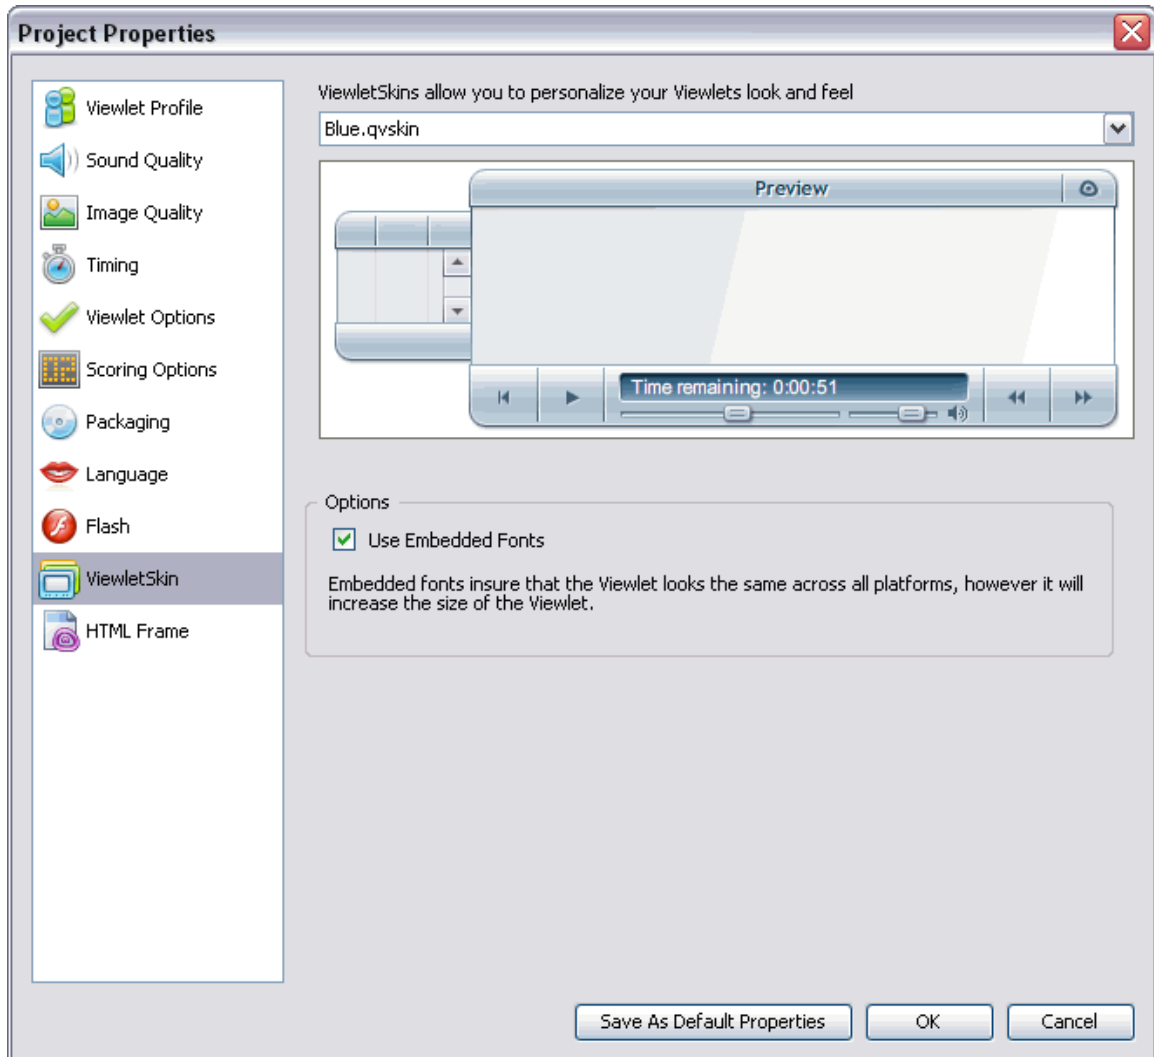 Project Properties
Viewlet Profile
Sound Quality
Image Quality
Timing
Viewlet Options
Scoring Options
Packaging
Language
Flash
ViewletSkin
HTML Frame
ViewletSkins allow you to personalize your Viewlets look and feel
Blue.qvskin
Preview
Time remaining: 0:00:51
Options
Use Embedded Fonts
Embedded fonts insure that the Viewlet looks the same across all platforms, however it will
increase the size of the Viewlet.
Save As Default Properties
OK
Cancel